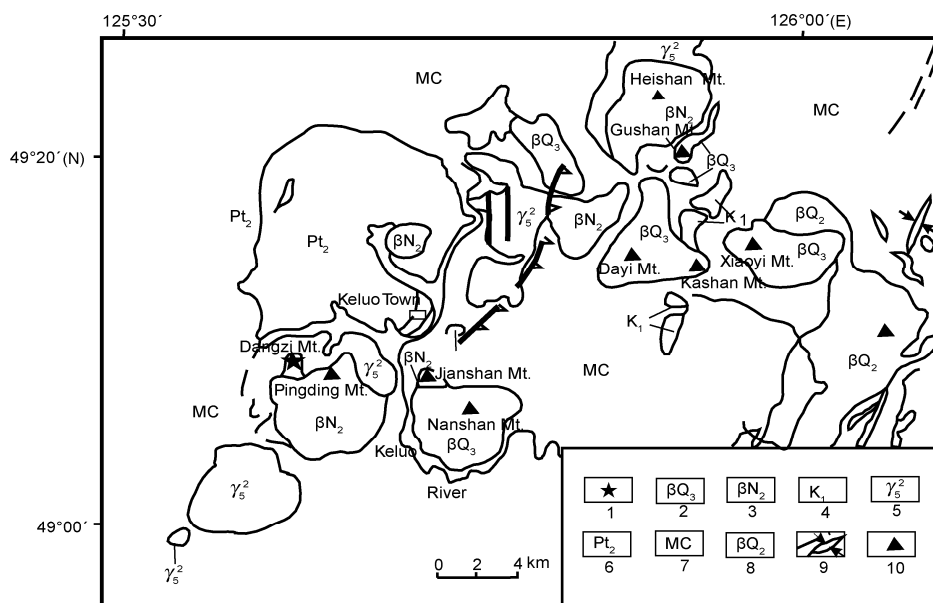 125°30′
126°00′(E)
γ₅²
MC
Heishan Mt.
MC
βN₂
Gushan Mt.
βQ₃
49°20′(N)
βQ₃
Pt₂
γ₅²
K₁
βQ₂
βN₂
Pt₂
βN₂
βQ₃
βQ₃
Xiaoyi Mt.
Dayi Mt.
Kashan Mt.
Keluo Town
K₁
Dangzi Mt.
βN₂
γ₅²
βQ₂
Jianshan Mt.
MC
Pingding Mt.
MC
βN₂
Nanshan Mt.
βQ₃
Keluo
River
γ₅²
49°00′
γ₅²
0 2 4 km
βQ₃ βN₂ K₁ γ₅²
1 2 3 4 5
Pt₂ MC βQ₂
6 7 8 9 10